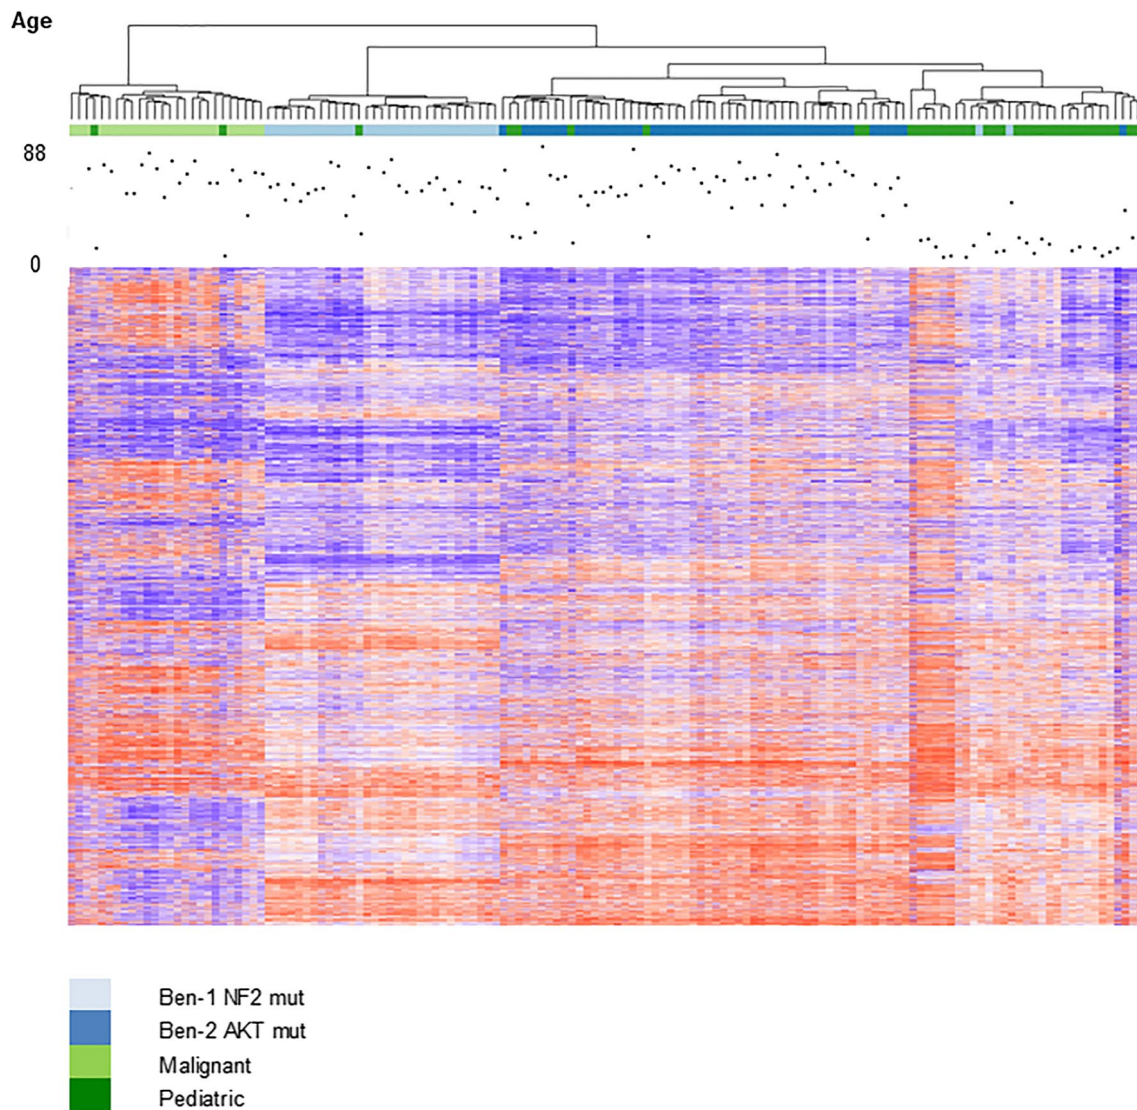 Age
88
0
Ben-1 NF2 mut
Ben-2 AKT mut
Malignant
Pediatric